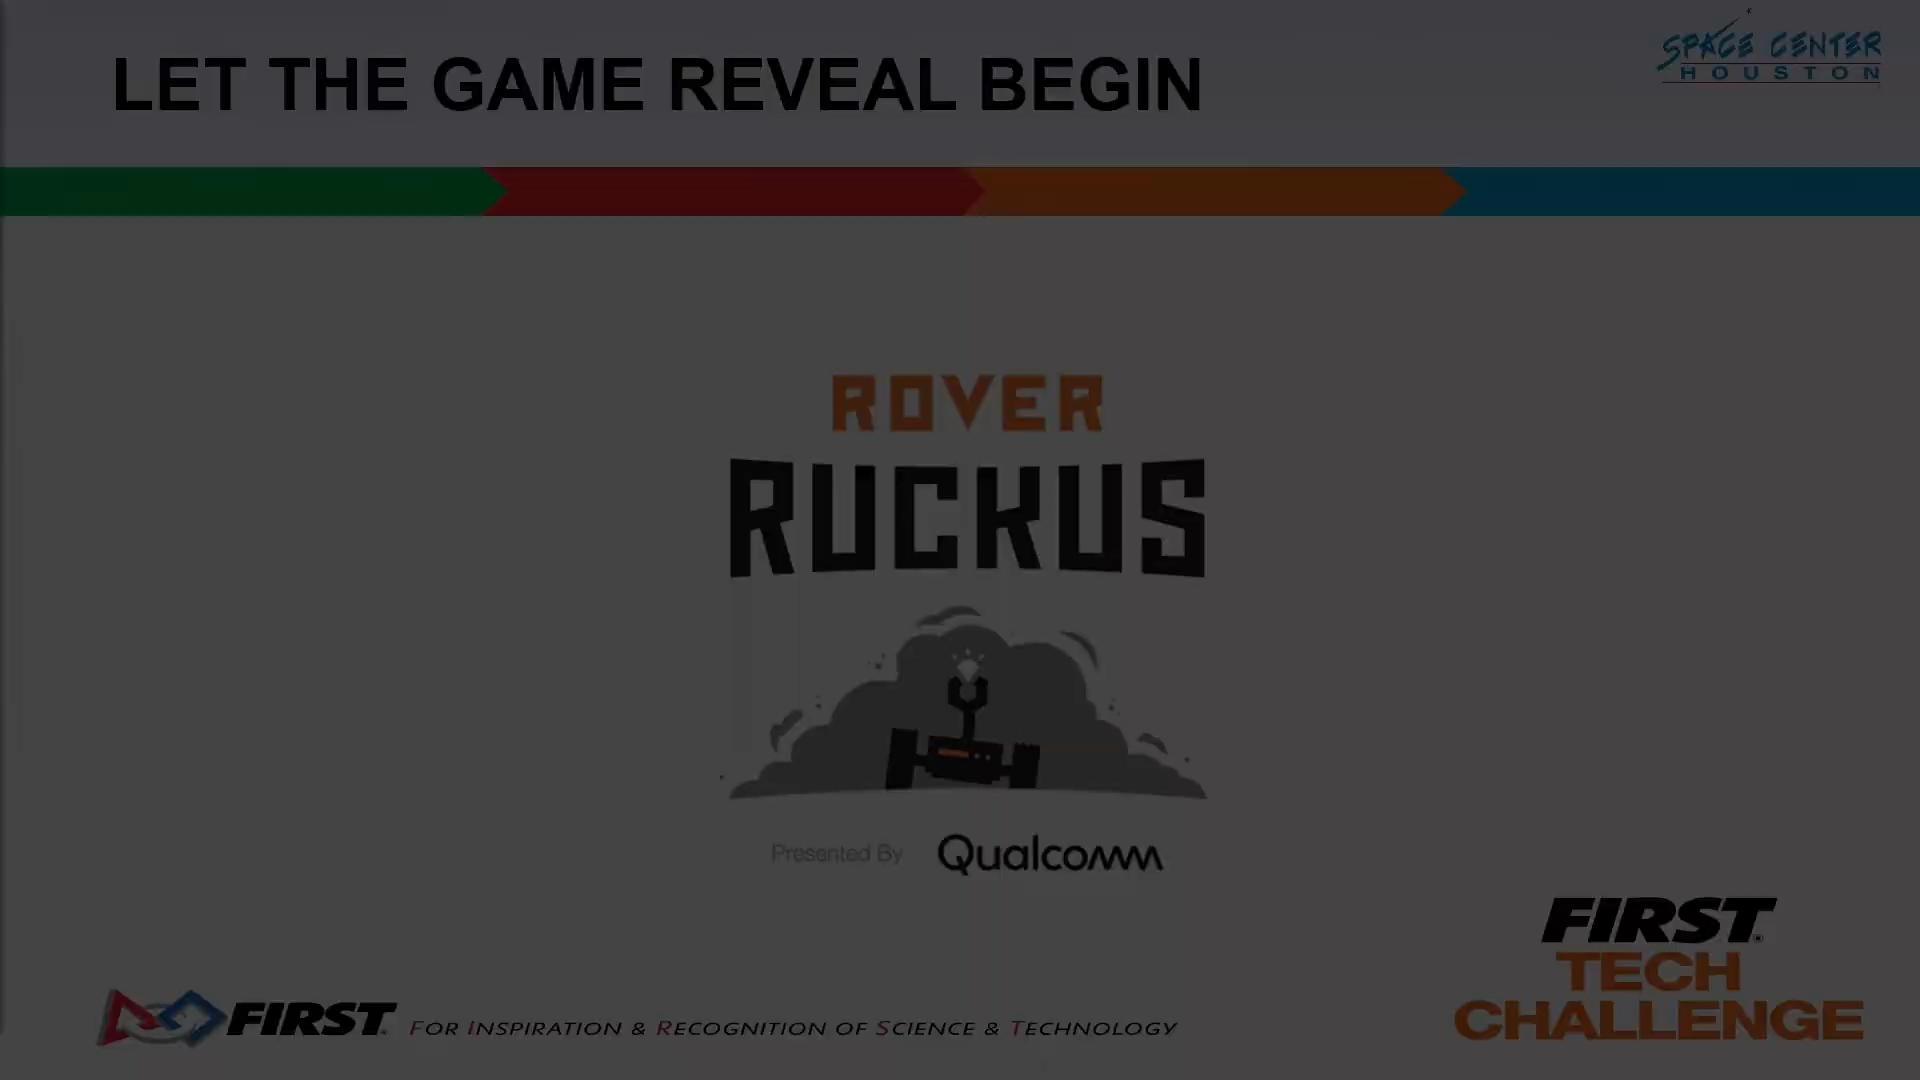 LET THE GAME REVEAL BEGIN
SPACE CENTER
HOUSTON
ROVER
RUCKUS
Presented By Qualcomm
FIRST
TECH
CHALLENGE
FIRST FOR INSPIRATION & RECOGNITION OF SCIENCE & TECHNOLOGY